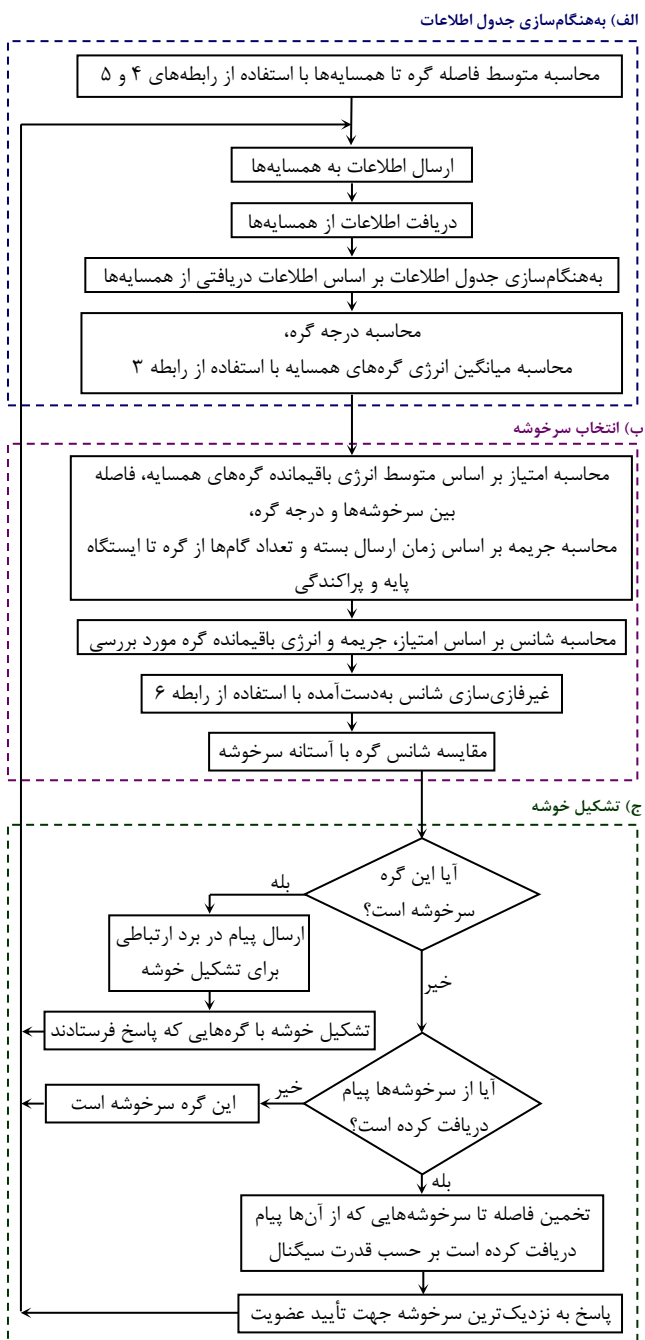 الف) به‌هنگام‌سازی جدول اطلاعات
محاسبه متوسط فاصله گره تا همسایه‌ها با استفاده از رابطه‌های ۴ و ۵
ارسال اطلاعات به همسایه‌ها
دریافت اطلاعات از همسایه‌ها
به‌هنگام‌سازی جدول اطلاعات بر اساس اطلاعات دریافتی از همسایه‌ها
محاسبه درجه گره،
محاسبه میانگین انرژی گره‌های همسایه با استفاده از رابطه ۳
ب) انتخاب سرخوشه
محاسبه امتیاز بر اساس متوسط انرژی باقیمانده گره‌های همسایه، فاصله
بین سرخوشه‌ها و درجه گره،
محاسبه جریمه بر اساس زمان ارسال بسته و تعداد گام‌ها از گره تا ایستگاه
پایه و پراکندگی
محاسبه شانس بر اساس امتیاز، جریمه و انرژی باقیمانده گره مورد بررسی
غیرفازی‌سازی شانس به‌دست‌آمده با استفاده از رابطه ۶
مقایسه شانس گره با آستانه سرخوشه
ج) تشکیل خوشه
آیا این گره
سرخوشه است؟
بله
ارسال پیام در برد ارتباطی
برای تشکیل خوشه
تشکیل خوشه با گره‌هایی که پاسخ فرستادند
خیر
آیا از سرخوشه‌ها پیام
دریافت کرده است؟
خیر
این گره سرخوشه است
بله
تخمین فاصله تا سرخوشه‌هایی که از آن‌ها پیام
دریافت کرده است بر حسب قدرت سیگنال
پاسخ به نزدیک‌ترین سرخوشه جهت تأیید عضویت